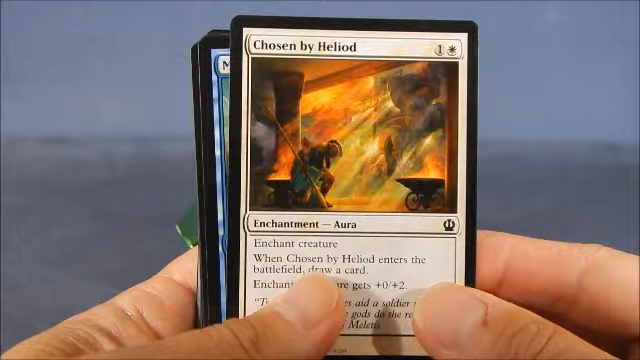 Chosen by Heliod 1
Enchantment — Aura
Enchant creature
When Chosen by Heliod enters the
battlefield, draw a card.
gets +0/+2.
aid a soldier
gods do the
Meletis
M